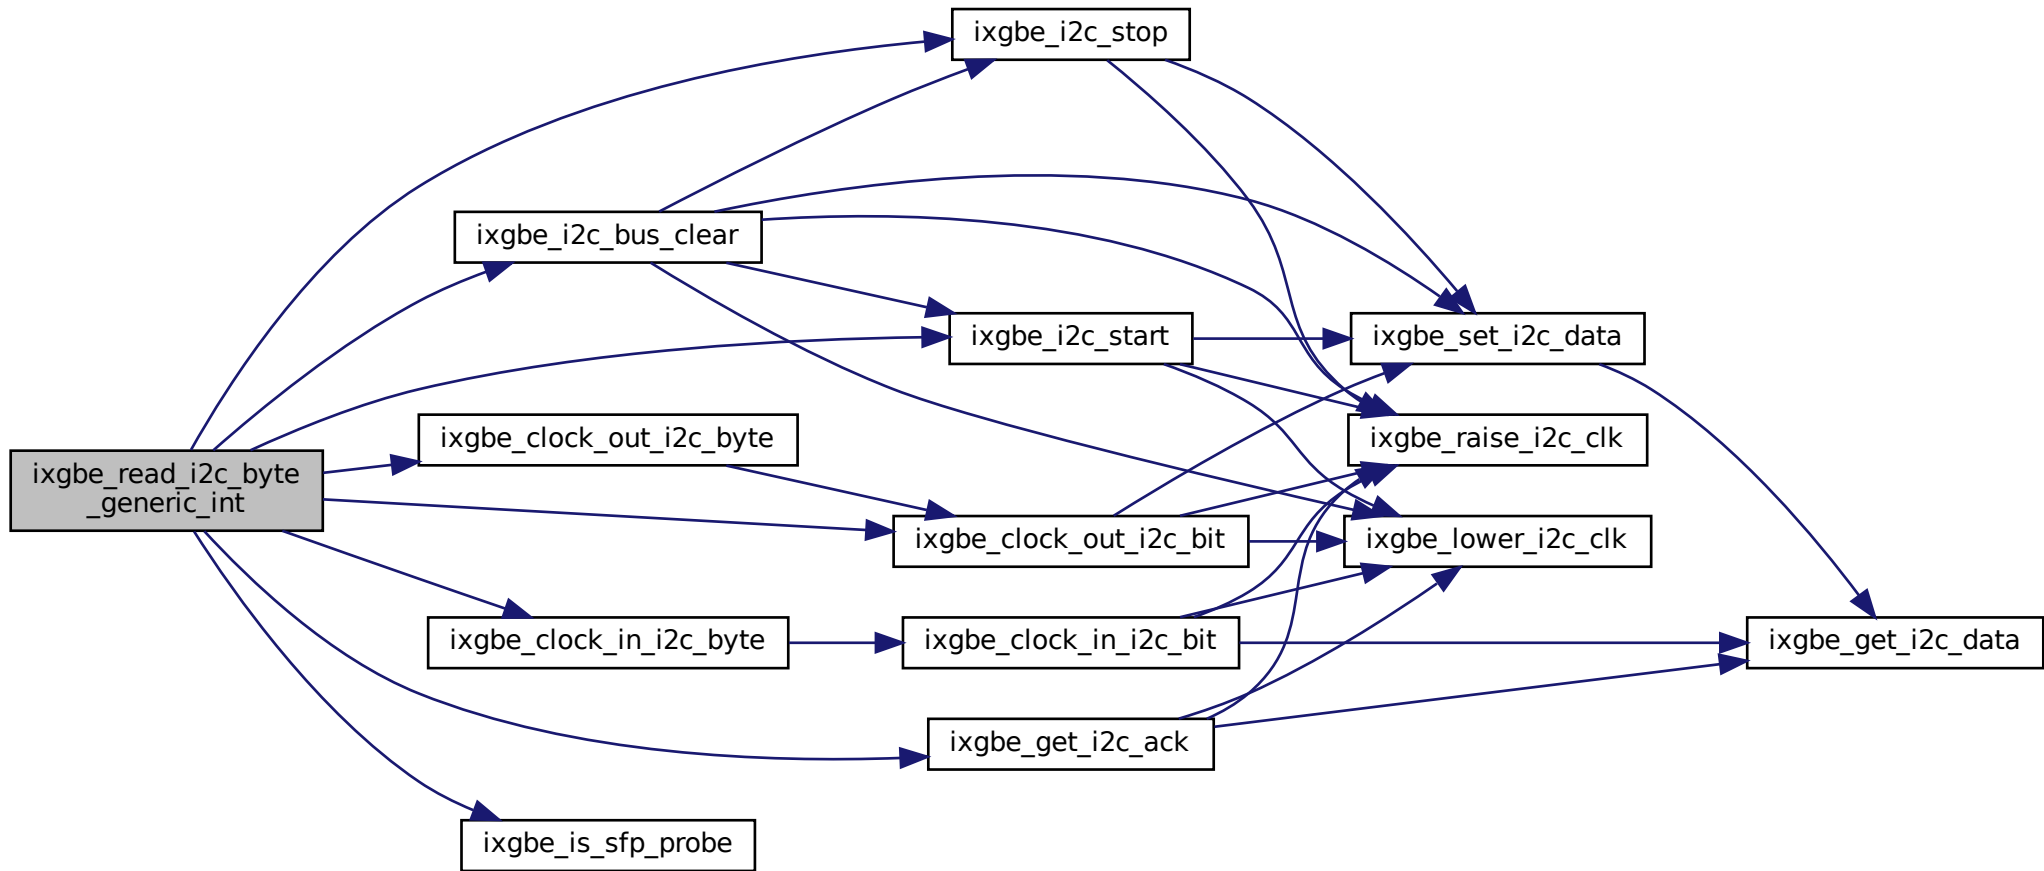 ixgbe_i2c_stop
ixgbe_i2c_bus_clear
ixgbe_i2c_start
ixgbe_set_i2c_data
ixgbe_clock_out_i2c_byte
ixgbe_raise_i2c_clk
ixgbe_read_i2c_byte
_generic_int
ixgbe_clock_out_i2c_bit
ixgbe_lower_i2c_clk
ixgbe_clock_in_i2c_byte
ixgbe_clock_in_i2c_bit
ixgbe_get_i2c_data
ixgbe_get_i2c_ack
ixgbe_is_sfp_probe